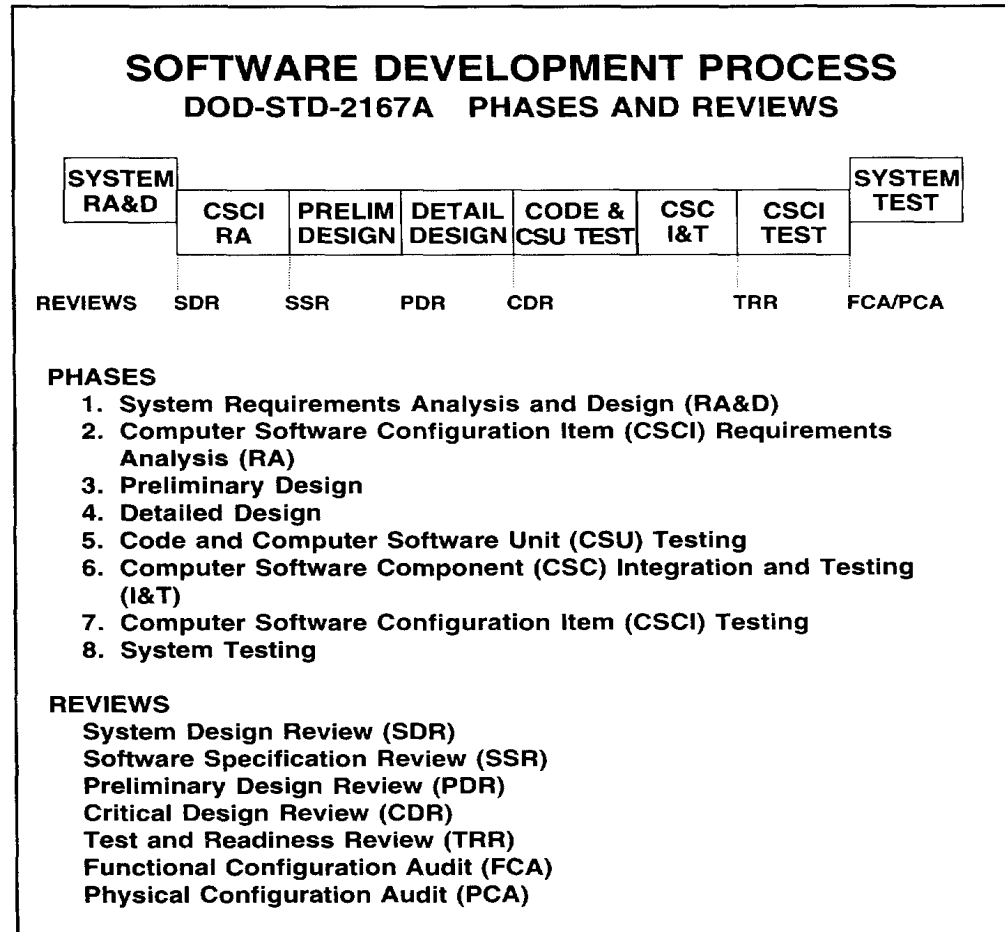 SOFTWARE DEVELOPMENT PROCESS
DOD-STD-2167A PHASES AND REVIEWS
SYSTEM RA&D
CSCI RA
PRELIM DESIGN
DETAIL DESIGN
CODE & CSU TEST
CSC I&T
CSCI TEST
SYSTEM TEST
REVIEWS SDR SSR PDR CDR TRR FCA/PCA
PHASES
1. System Requirements Analysis and Design (RA&D)
2. Computer Software Configuration Item (CSCI) Requirements
Analysis (RA)
3. Preliminary Design
4. Detailed Design
5. Code and Computer Software Unit (CSU) Testing
6. Computer Software Component (CSC) Integration and Testing
(I&T)
7. Computer Software Configuration Item (CSCI) Testing
8. System Testing
REVIEWS
System Design Review (SDR)
Software Specification Review (SSR)
Preliminary Design Review (PDR)
Critical Design Review (CDR)
Test and Readiness Review (TRR)
Functional Configuration Audit (FCA)
Physical Configuration Audit (PCA)